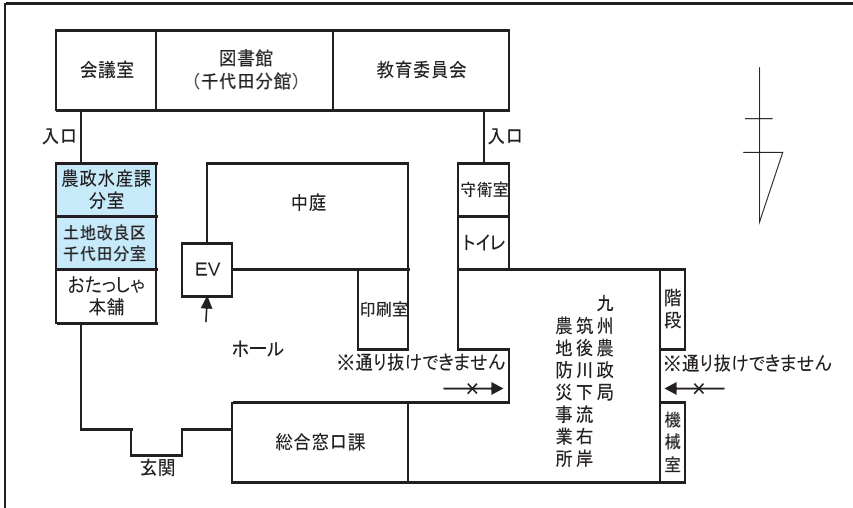 会議室
図書館
（千代田分館）
教育委員会
入口
入口
農政水産課
分室
土地改良区
千代田分室
おたっしゃ
本舗
中庭
EV
守衛室
トイレ
印刷室
ホール
※通り抜けできません
九州農政局
筑後川下流右岸
農地防災事業所
階段
※通り抜けできません
機械室
総合窓口課
玄関